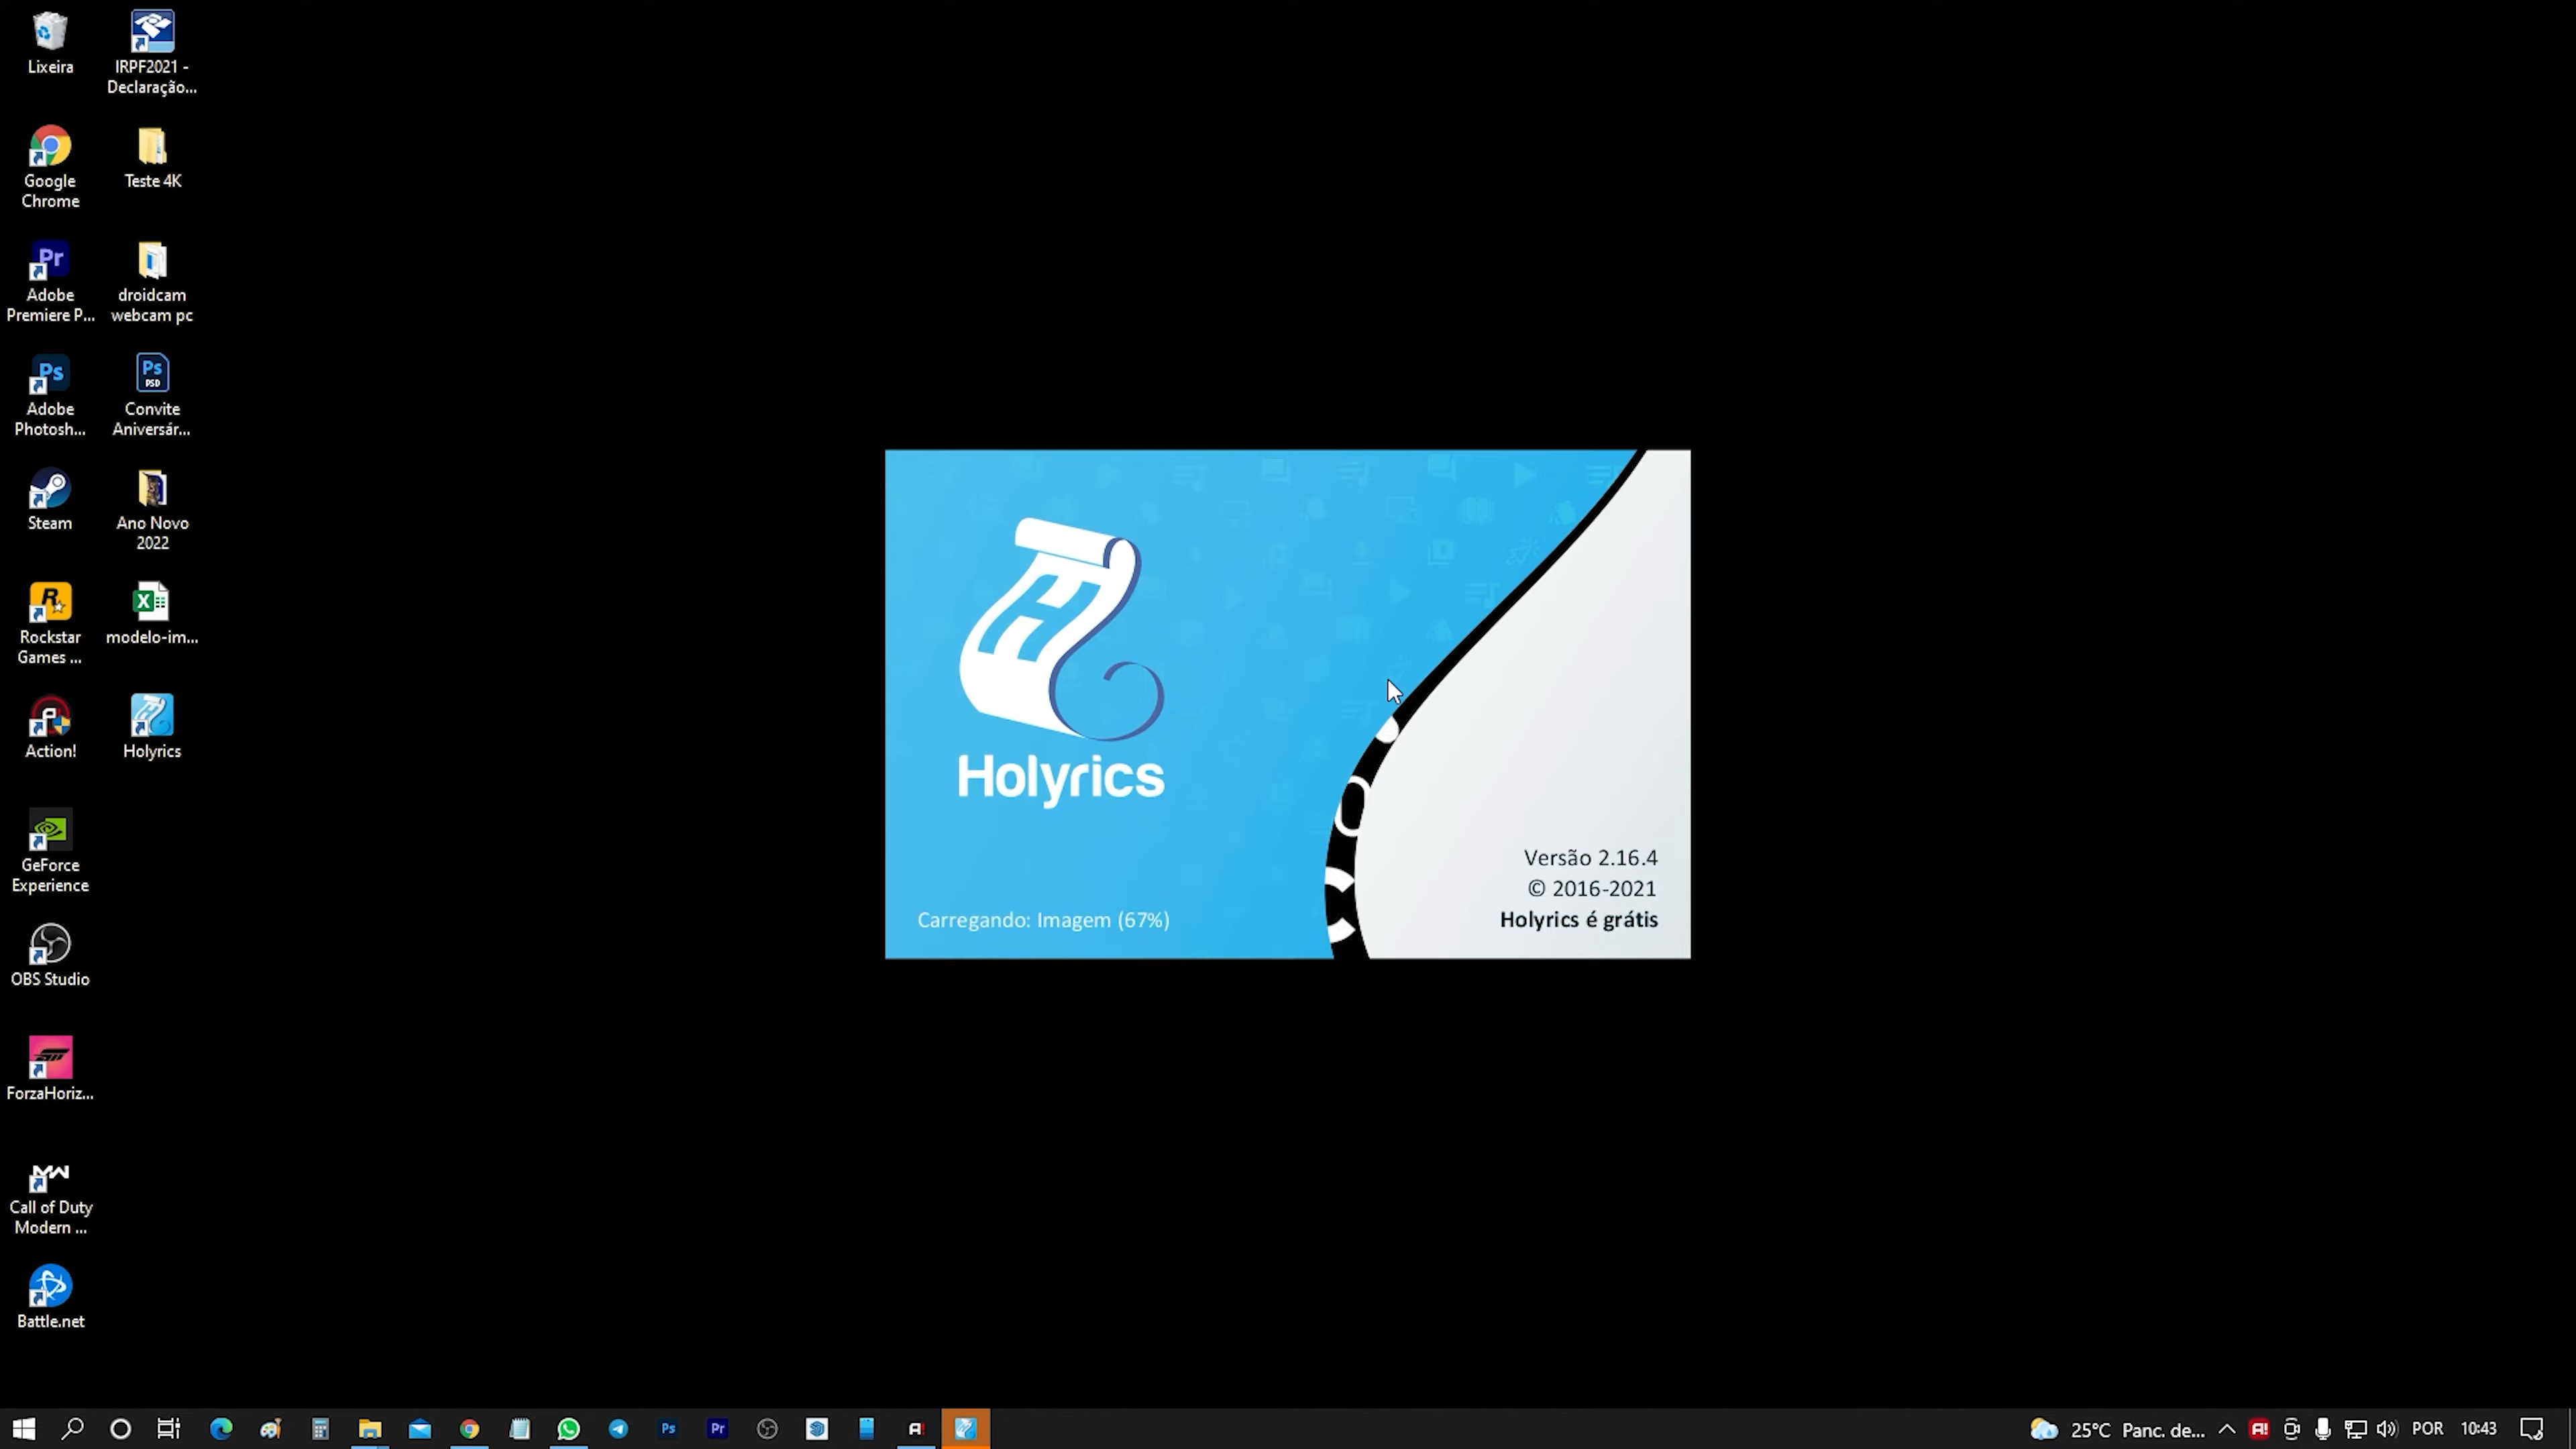 Lixeira
IRPF2021 -
Declaração...
Google
Chrome
Teste 4K
Adobe
Premiere P...
droidcam
webcam pc
Adobe
Photosh...
Convite
Aniversár...
Steam
Ano Novo
2022
Rockstar
Games ...
modelo-im...
Action!
Holyrics
GeForce
Experience
OBS Studio
ForzaHoriz...
Call of Duty
Modern ...
Battle.net
Holyrics
Carregando: Imagem (67%)
Versão 2.16.4
© 2016-2021
Holyrics é grátis
25°C Panc. de... POR 10:43